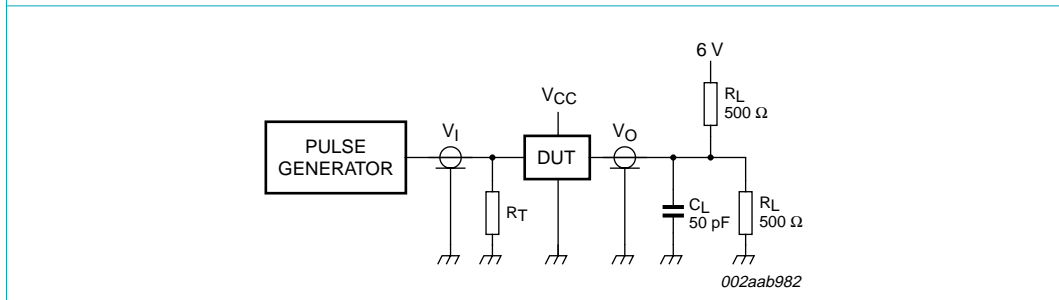 6 V
RL
500 Ω
VCC
VI
VO
PULSE
GENERATOR
DUT
RT
CL
50 pF
RL
500 Ω
002aab982